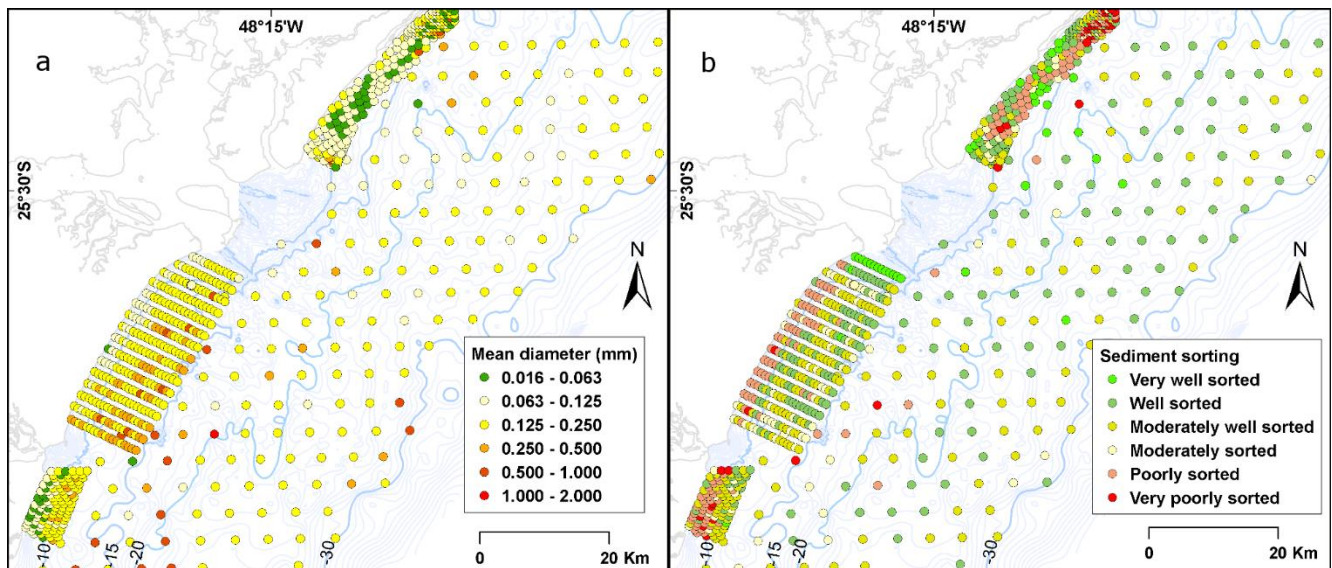 a
48°15'W
25°30'S
N
Mean diameter (mm)
0.016 - 0.063
0.063 - 0.125
0.125 - 0.250
0.250 - 0.500
0.500 - 1.000
1.000 - 2.000
0 20 Km
-10
-15
-20
-30
b
48°15'W
25°30'S
N
Sediment sorting
Very well sorted
Well sorted
Moderately well sorted
Moderately sorted
Poorly sorted
Very poorly sorted
0 20 Km
-10
-15
-20
-30